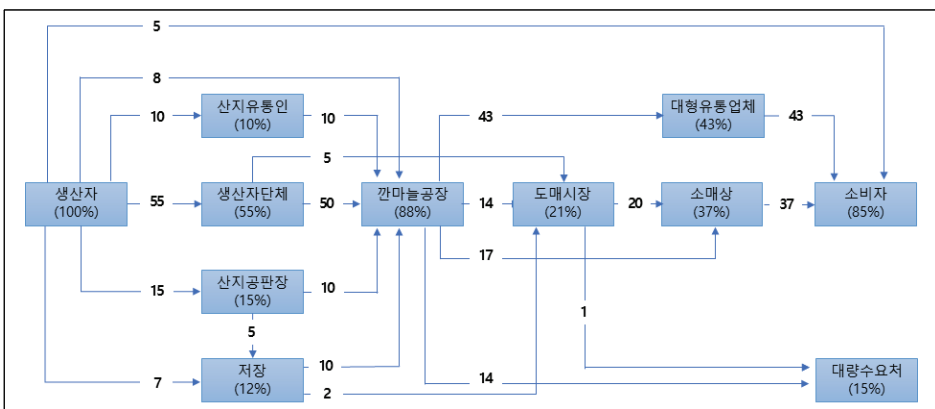 5
8
10
산지유통인
(10%)
10
43
대형유통업체
(43%)
43
5
생산자
(100%)
55
생산자단체
(55%)
50
깐마늘공장
(88%)
14
도매시장
(21%)
20
소매상
(37%)
37
소비자
(85%)
17
15
산지공판장
(15%)
10
5
1
7
저장
(12%)
10
2
14
대량수요처
(15%)